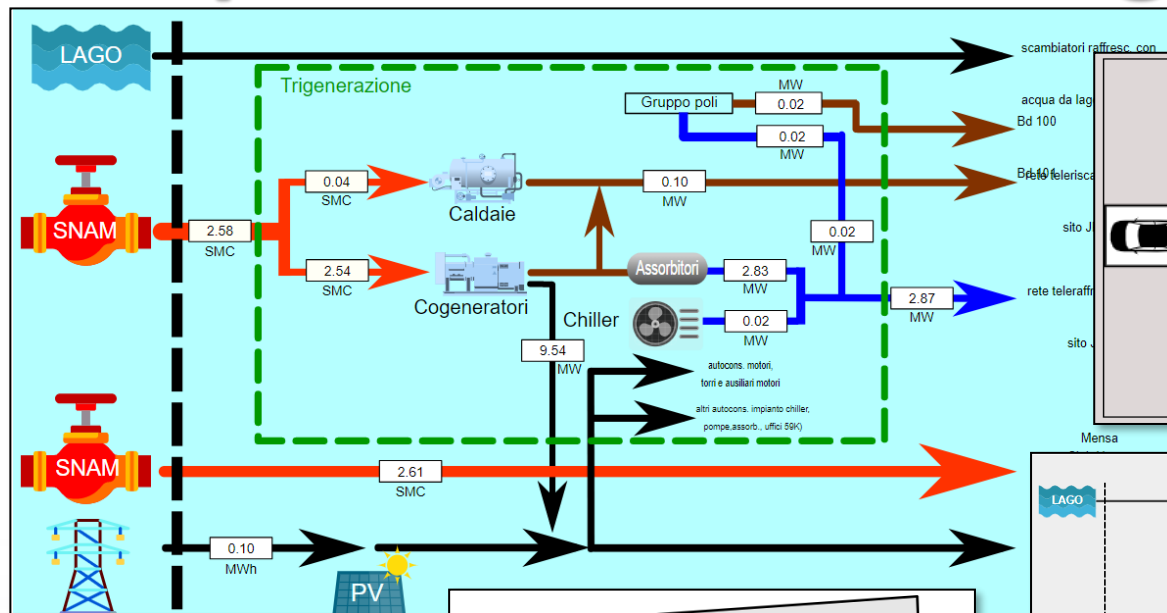 LAGO
scambiatori raffresc. con
Trigenerazione
MW
Gruppo poli
0.02
acqua da lago
Bd 100
0.02
MW
0.04
SMC
Caldaie
0.10
MW
Bd 101
rete telerisca
SNAM
2.58
SMC
0.02
MW
sito J
2.54
SMC
Cogeneratori
Assorbitori
2.83
MW
Chiller
0.02
MW
2.87
MW
rete teleraffr
sito J
9.54
MW
autocons. motori,
torri e ausiliari motori
altri autocons. impianto chiller,
pompe,assorb., uffici 59K)
Mensa
SNAM
2.61
SMC
LAGO
0.10
MWh
PV